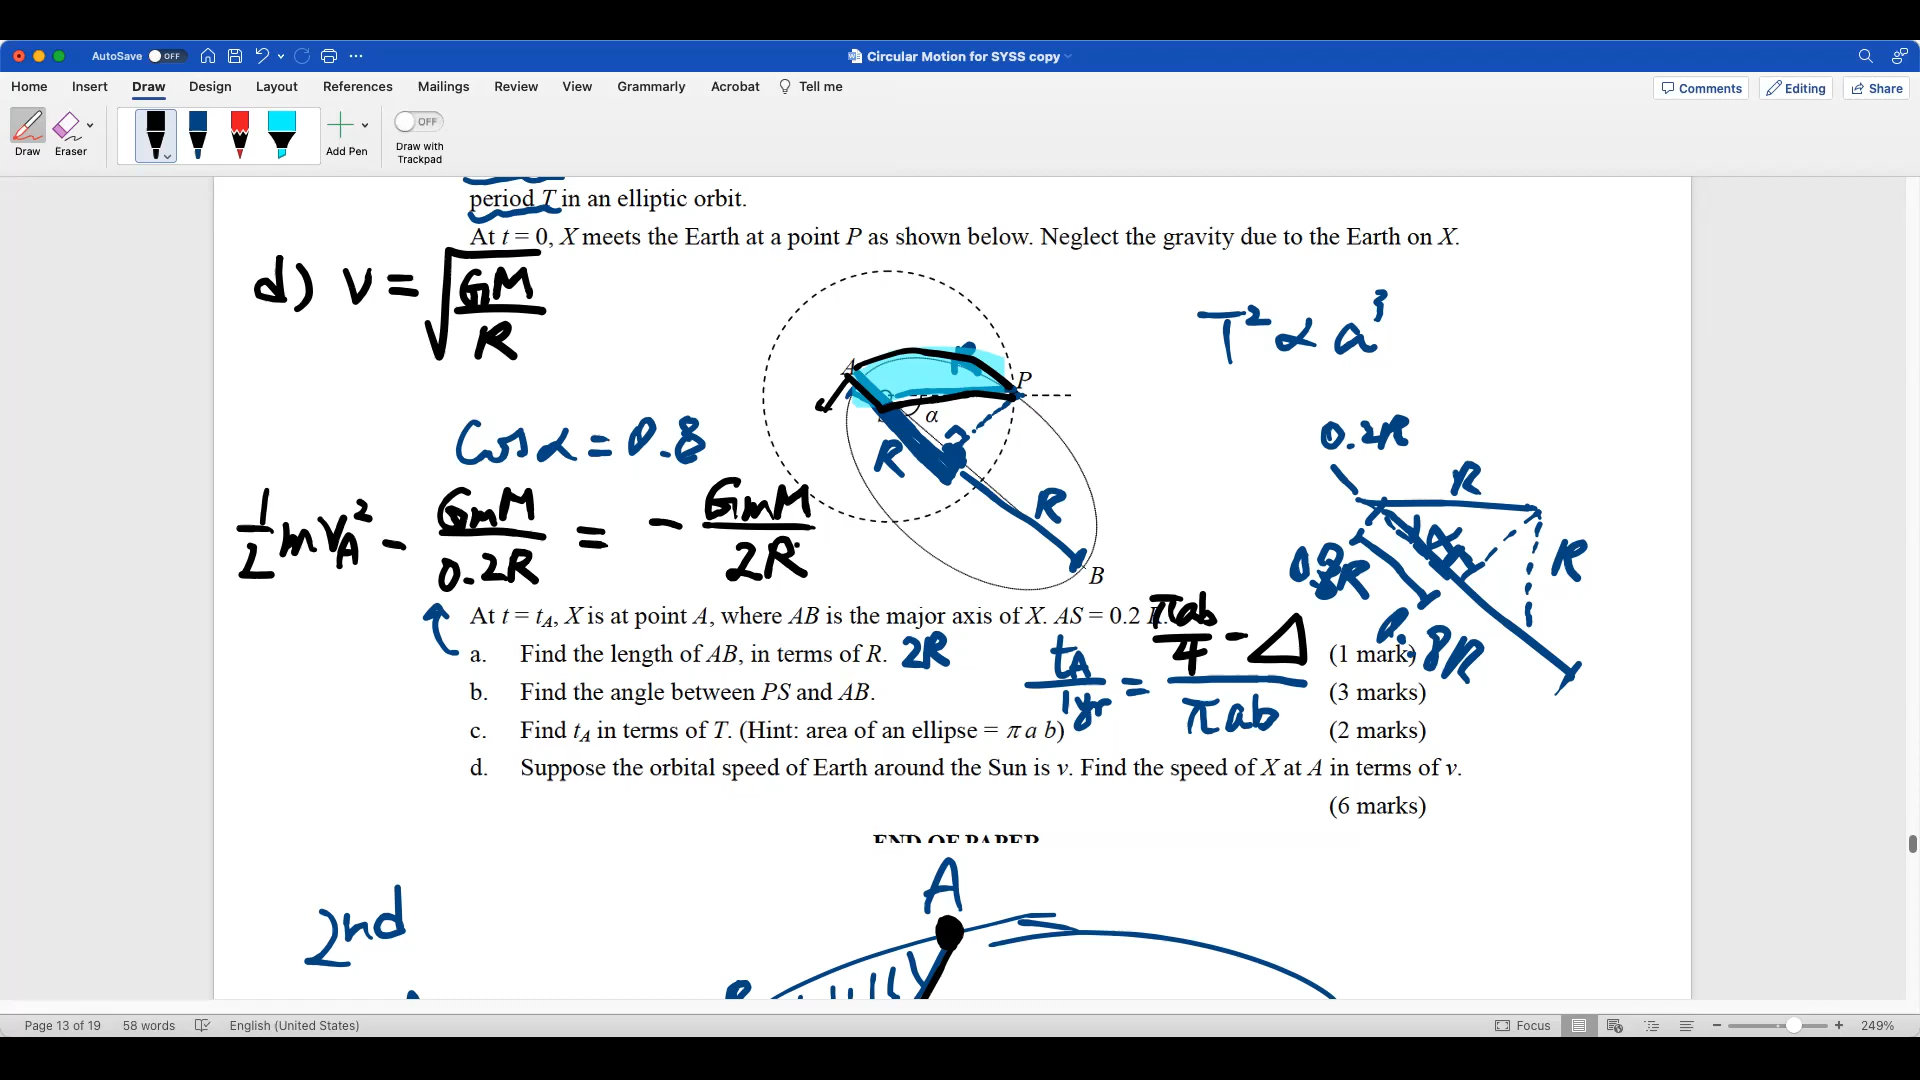 AutoSave OFF
Circular Motion for SYSS copy
Home Insert Draw Design Layout References Mailings Review View Grammarly Acrobat Tell me
Comments Editing Share
OFF
Draw Eraser Add Pen Draw with Trackpad
period T in an elliptic orbit.
At t = 0, X meets the Earth at a point P as shown below. Neglect the gravity due to the Earth on X.
d) v = √(GM/R)
T² ∝ a³
A
R
P
α
R
R
B
cos α = 0.8
0.2R
R
α
R
0.8R
0.8R
½ m v_A² - GmM/0.2R = - GmM/2R
At t = t_A, X is at point A, where AB is the major axis of X. AS = 0.2 R.
a. Find the length of AB, in terms of R. 2R (1 mark)
t_A/1yr = (πab/4 - △)/πab
b. Find the angle between PS and AB. (3 marks)
c. Find t_A in terms of T. (Hint: area of an ellipse = π a b) (2 marks)
d. Suppose the orbital speed of Earth around the Sun is v. Find the speed of X at A in terms of v.
(6 marks)
END OF PAPER
A
2nd
Page 13 of 19 58 words English (United States) Focus 249%